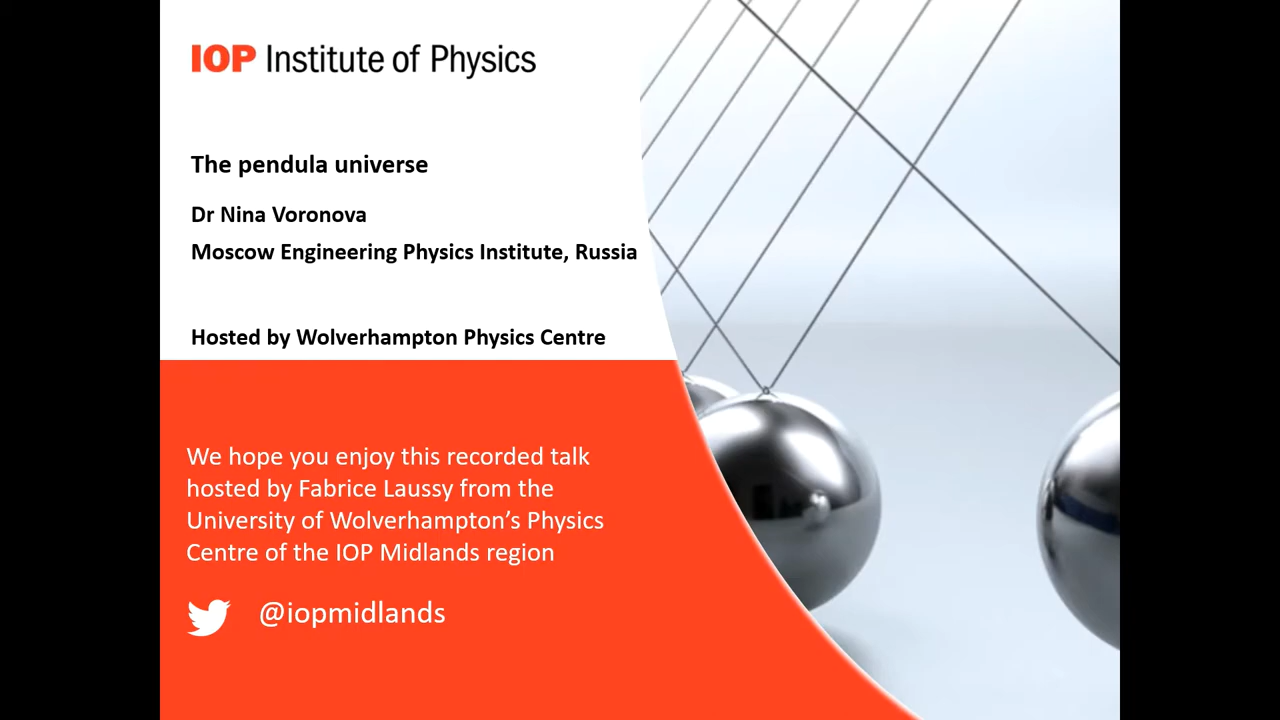 IOP Institute of Physics
The pendula universe
Dr Nina Voronova
Moscow Engineering Physics Institute, Russia
Hosted by Wolverhampton Physics Centre
We hope you enjoy this recorded talk
hosted by Fabrice Laussy from the
University of Wolverhampton’s Physics
Centre of the IOP Midlands region
@iopmidlands